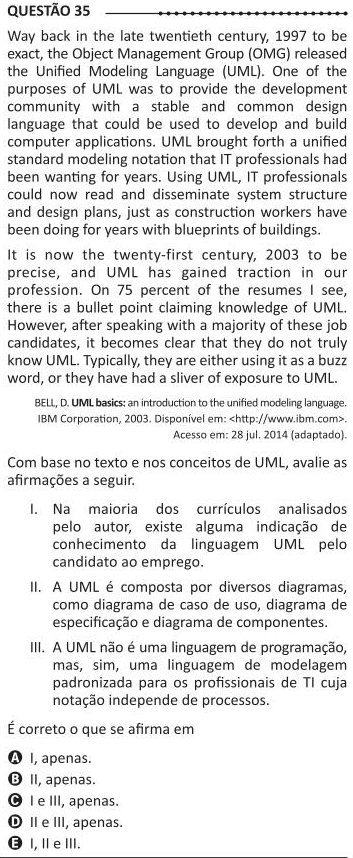 QUESTÃO 35
Way back in the late twentieth century, 1997 to be
exact, the Object Management Group (OMG) released
the Unified Modeling Language (UML). One of the
purposes of UML was to provide the development
community with a stable and common design
language that could be used to develop and build
computer applications. UML brought forth a unified
standard modeling notation that IT professionals had
been wanting for years. Using UML, IT professionals
could now read and disseminate system structure
and design plans, just as construction workers have
been doing for years with blueprints of buildings.
It is now the twenty-first century, 2003 to be
precise, and UML has gained traction in our
profession. On 75 percent of the resumes I see,
there is a bullet point claiming knowledge of UML.
However, after speaking with a majority of these job
candidates, it becomes clear that they do not truly
know UML. Typically, they are either using it as a buzz
word, or they have had a sliver of exposure to UML.
BELL, D. UML basics: an introduction to the unified modeling language.
IBM Corporation, 2003. Disponível em: <http://www.ibm.com>.
Acesso em: 28 jul. 2014 (adaptado).
Com base no texto e nos conceitos de UML, avalie as
afirmações a seguir.
I. Na maioria dos currículos analisados
pelo autor, existe alguma indicação de
conhecimento da linguagem UML pelo
candidato ao emprego.
II. A UML é composta por diversos diagramas,
como diagrama de caso de uso, diagrama de
especificação e diagrama de componentes.
III. A UML não é uma linguagem de programação,
mas, sim, uma linguagem de modelagem
padronizada para os profissionais de TI cuja
notação independe de processos.
É correto o que se afirma em
A I, apenas.
B II, apenas.
C I e III, apenas.
D II e III, apenas.
E I, II e III.